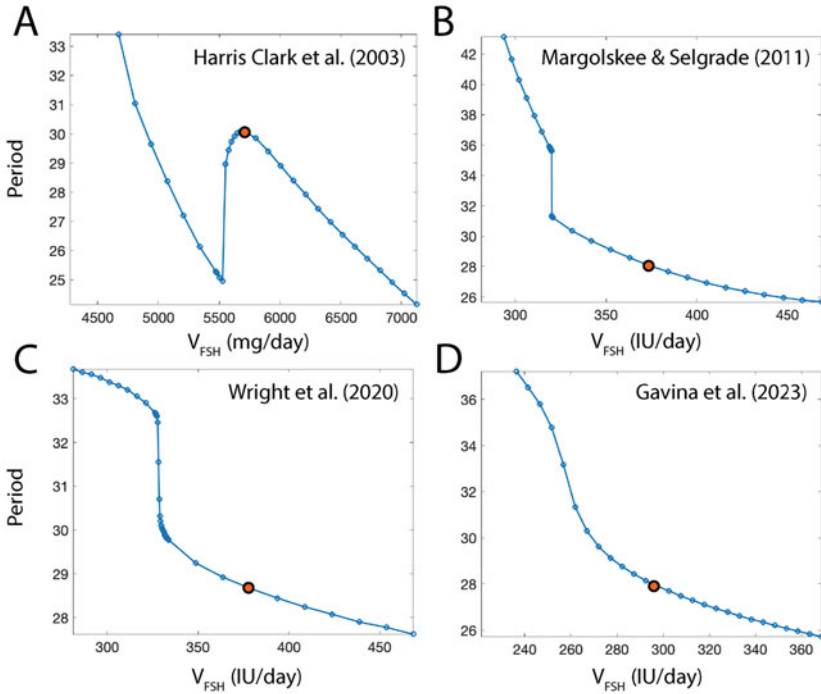 A
Harris Clark et al. (2003)
Period
33
32
31
30
29
28
27
26
25
4500 5000 5500 6000 6500 7000
V_FSH (mg/day)
B
Margolskee & Selgrade (2011)
42
40
38
36
34
32
30
28
26
300 350 400 450
V_FSH (IU/day)
C
Wright et al. (2020)
Period
33
32
31
30
29
28
300 350 400 450
V_FSH (IU/day)
D
Gavina et al. (2023)
36
34
32
30
28
26
240 260 280 300 320 340 360
V_FSH (IU/day)